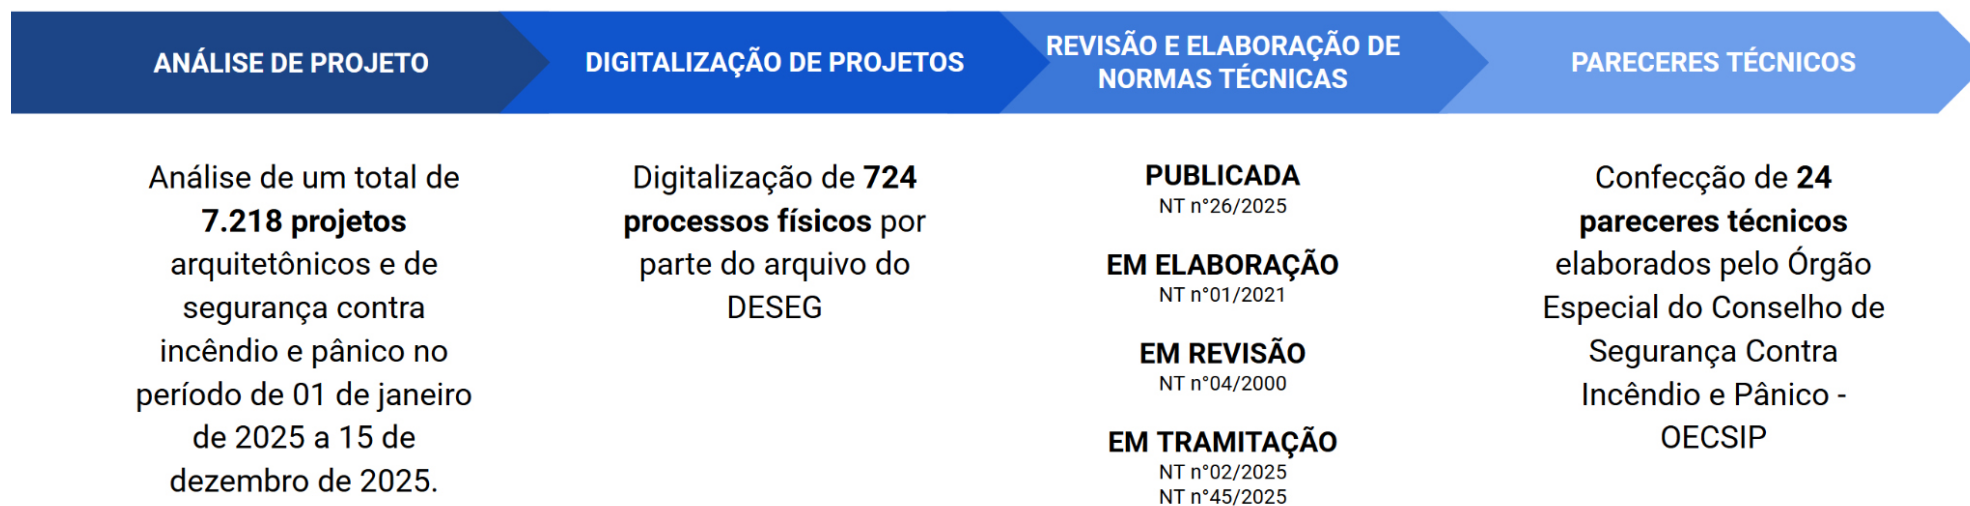 ANÁLISE DE PROJETO
Análise de um total de
7.218 projetos
arquitetônicos e de
segurança contra
incêndio e pânico no
período de 01 de janeiro
de 2025 a 15 de
dezembro de 2025.
DIGITALIZAÇÃO DE PROJETOS
Digitalização de 724
processos físicos por
parte do arquivo do
DESEG
REVISÃO E ELABORAÇÃO DE
NORMAS TÉCNICAS
PUBLICADA
NT n°26/2025
EM ELABORAÇÃO
NT n°01/2021
EM REVISÃO
NT n°04/2000
EM TRAMITAÇÃO
NT n°02/2025
NT n°45/2025
PARECERES TÉCNICOS
Confecção de 24
pareceres técnicos
elaborados pelo Órgão
Especial do Conselho de
Segurança Contra
Incêndio e Pânico -
OECSIP